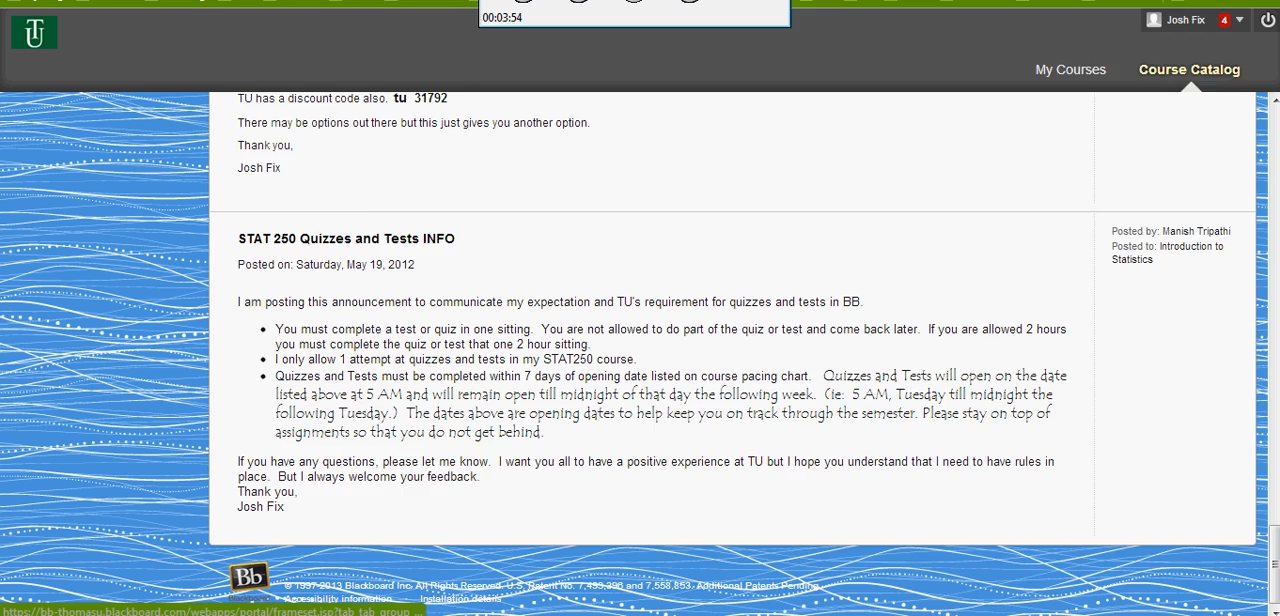 00:03:54
TU
Josh Fix 4
My Courses Course Catalog
TU has a discount code also. tu 31792
There may be options out there but this just gives you another option.
Thank you,
Josh Fix
STAT 250 Quizzes and Tests INFO
Posted on: Saturday, May 19, 2012
Posted by: Manish Tripathi
Posted to: Introduction to
Statistics
I am posting this announcement to communicate my expectation and TU's requirement for quizzes and tests in BB.
• You must complete a test or quiz in one sitting. You are not allowed to do part of the quiz or test and come back later. If you are allowed 2 hours
you must complete the quiz or test that one 2 hour sitting.
• I only allow 1 attempt at quizzes and tests in my STAT250 course.
• Quizzes and Tests must be completed within 7 days of opening date listed on course pacing chart. Quizzes and Tests will open on the date
listed above at 5 AM and will remain open till midnight of that day the following week. (ie: 5 AM, Tuesday till midnight the
following Tuesday.) The dates above are opening dates to help keep you on track through the semester. Please stay on top of
assignments so that you do not get behind.
If you have any questions, please let me know. I want you all to have a positive experience at TU but I hope you understand that I need to have rules in
place. But I always welcome your feedback.
Thank you,
Josh Fix
Bb
© 1997-2013 Blackboard Inc. All Rights Reserved. U.S. Patent No. 7,493,396 and 7,558,853. Additional Patents Pending.
Accessibility information Installation details
https://bb-thomasu.blackboard.com/webapps/portal/frameset.jsp?tab_tab_group_...